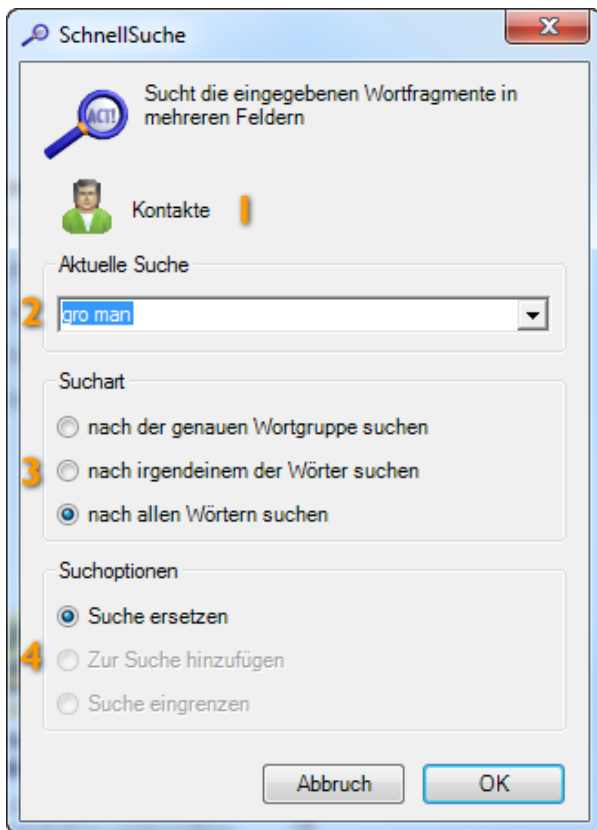 SchnellSuche
X
Sucht die eingegebenen Wortfragmente in
mehreren Feldern
ACT!
Kontakte 1
Aktuelle Suche
2 gro man
Suchart
nach der genauen Wortgruppe suchen
3 nach irgendeinem der Wörter suchen
nach allen Wörtern suchen
Suchoptionen
Suche ersetzen
4 Zur Suche hinzufügen
Suche eingrenzen
Abbruch OK